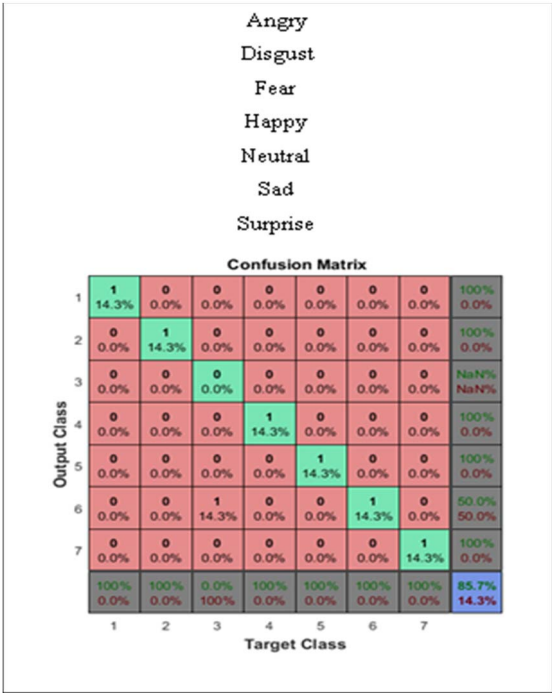 Angry
Disgust
Fear
Happy
Neutral
Sad
Surprise
Confusion Matrix
Output Class
1 1 0 0 0 0 0 0 100%
14.3% 0.0% 0.0% 0.0% 0.0% 0.0% 0.0% 0.0%
2 0 1 0 0 0 0 0 100%
0.0% 14.3% 0.0% 0.0% 0.0% 0.0% 0.0% 0.0%
3 0 0 0 0 0 0 0 NaN%
0.0% 0.0% 0.0% 0.0% 0.0% 0.0% 0.0% NaN%
4 0 0 0 1 0 0 0 100%
0.0% 0.0% 0.0% 14.3% 0.0% 0.0% 0.0% 0.0%
5 0 0 0 0 1 0 0 100%
0.0% 0.0% 0.0% 0.0% 14.3% 0.0% 0.0% 0.0%
6 0 0 1 0 0 1 0 50.0%
0.0% 0.0% 14.3% 0.0% 0.0% 14.3% 0.0% 50.0%
7 0 0 0 0 0 0 1 100%
0.0% 0.0% 0.0% 0.0% 0.0% 0.0% 14.3% 0.0%
100% 100% 0.0% 100% 100% 100% 100% 85.7%
0.0% 0.0% 100% 0.0% 0.0% 0.0% 0.0% 14.3%
1 2 3 4 5 6 7
Target Class